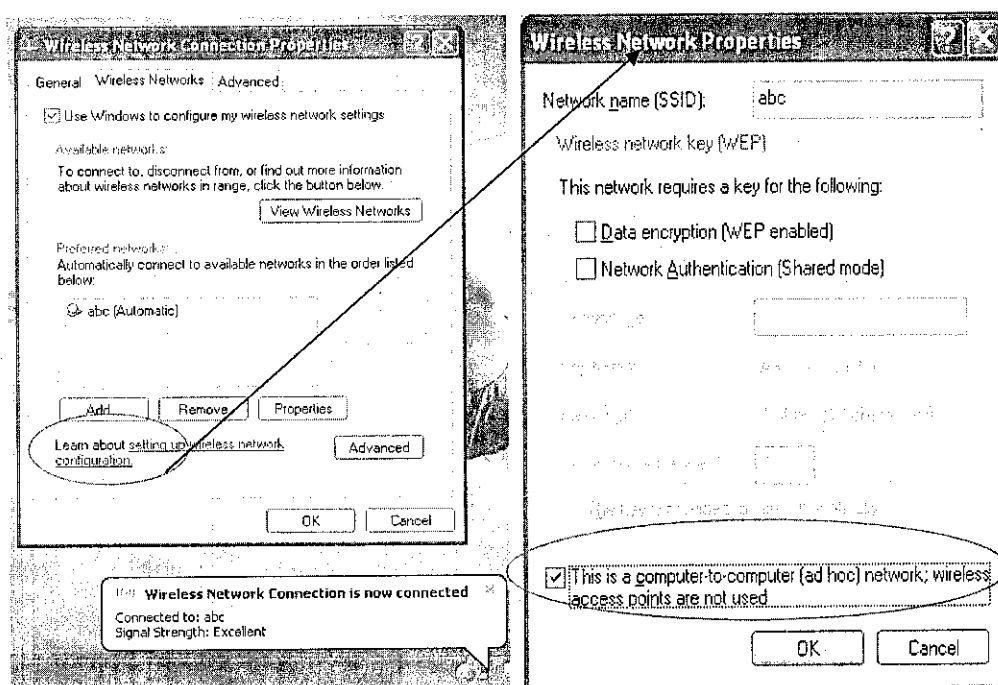 Wireless Network Connection Properties
General Wireless Networks Advanced
Use Windows to configure my wireless network settings
Available networks:
To connect to, disconnect from, or find out more information
about wireless networks in range, click the button below.
View Wireless Networks
Preferred networks:
Automatically connect to available networks in the order listed
below:
abc (Automatic)
Add... Remove Properties
Learn about setting up wireless network
configuration.
Advanced
OK Cancel
Wireless Network Connection is now connected
Connected to: abc
Signal Strength: Excellent
Wireless Network Properties
Network name (SSID): abc
Wireless network key (WEP)
This network requires a key for the following:
Data encryption (WEP enabled)
Network Authentication (Shared mode)
This is a computer-to-computer (ad hoc) network; wireless
access points are not used
OK Cancel